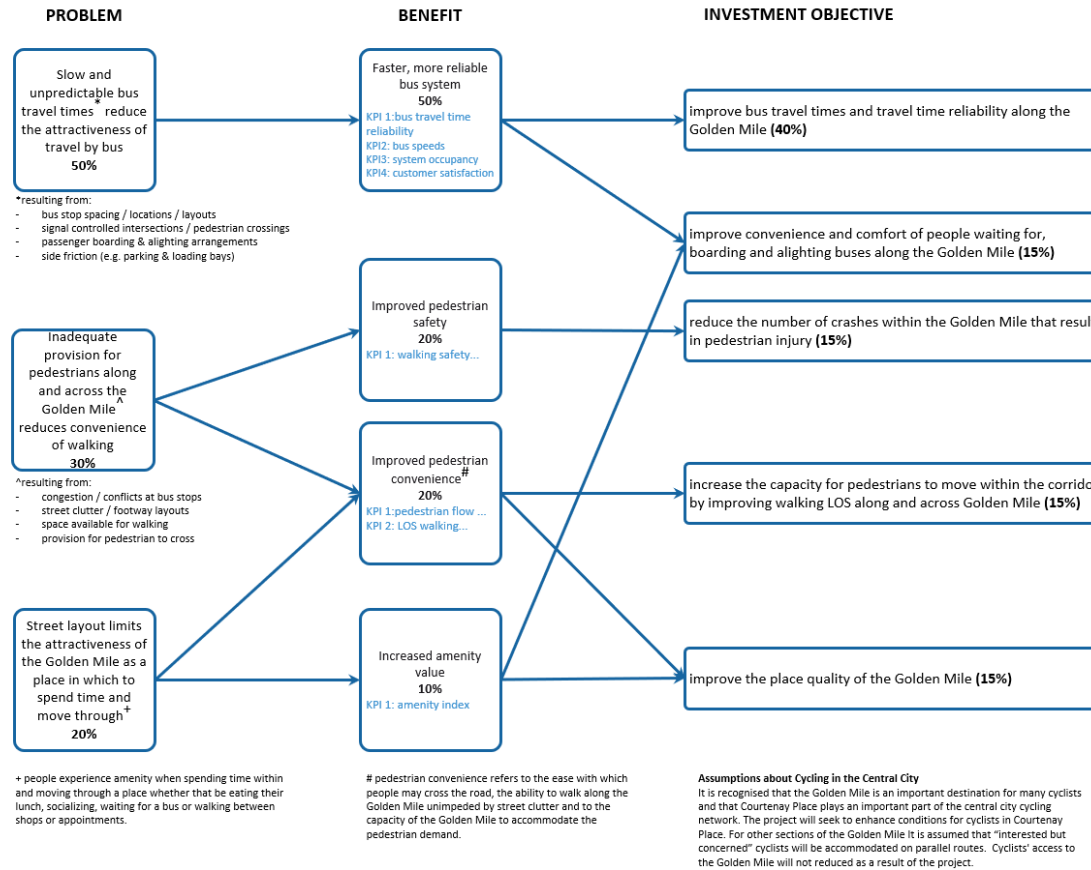 PROBLEM
BENEFIT
INVESTMENT OBJECTIVE
Slow and
unpredictable bus
travel times* reduce
the attractiveness of
travel by bus
50%
*resulting from:
- bus stop spacing / locations / layouts
- signal controlled intersections / pedestrian crossings
- passenger boarding & alighting arrangements
- side friction (e.g. parking & loading bays)
Inadequate
provision for
pedestrians along
and across the
Golden Mile^
reduces convenience
of walking
30%
^resulting from:
- congestion / conflicts at bus stops
- street clutter / footway layouts
- space available for walking
- provision for pedestrian to cross
Street layout limits
the attractiveness of
the Golden Mile as a
place in which to
spend time and
move through+
20%
+ people experience amenity when spending time within
and moving through a place whether that be eating their
lunch, socializing, waiting for a bus or walking between
shops or appointments.
Faster, more reliable
bus system
50%
KPI 1:bus travel time
reliability
KPI2: bus speeds
KPI3: system occupancy
KPI4: customer satisfaction
Improved pedestrian
safety
20%
KPI 1: walking safety...
Improved pedestrian
convenience#
20%
KPI 1:pedestrian flow ...
KPI 2: LOS walking...
Increased amenity
value
10%
KPI 1: amenity index
# pedestrian convenience refers to the ease with which
people may cross the road, the ability to walk along the
Golden Mile unimpeded by street clutter and to the
capacity of the Golden Mile to accommodate the
pedestrian demand.
improve bus travel times and travel time reliability along the
Golden Mile (40%)
improve convenience and comfort of people waiting for,
boarding and alighting buses along the Golden Mile (15%)
reduce the number of crashes within the Golden Mile that resul
in pedestrian injury (15%)
increase the capacity for pedestrians to move within the corrido
by improving walking LOS along and across Golden Mile (15%)
improve the place quality of the Golden Mile (15%)
Assumptions about Cycling in the Central City
It is recognised that the Golden Mile is an important destination for many cyclists
and that Courtenay Place plays an important part of the central city cycling
network. The project will seek to enhance conditions for cyclists in Courtenay
Place. For other sections of the Golden Mile It is assumed that "interested but
concerned" cyclists will be accommodated on parallel routes. Cyclists' access to
the Golden Mile will not reduced as a result of the project.